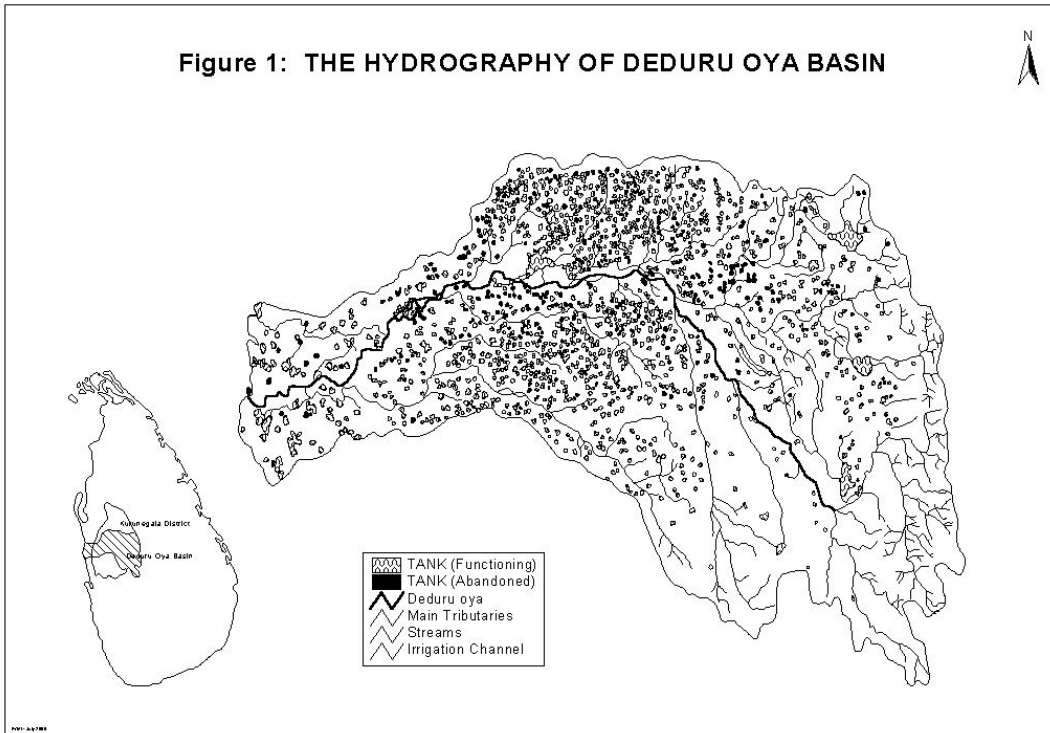 Figure 1: THE HYDROGRAPHY OF DEDURU OYA BASIN
N
Kurunegala District
Deduru Oya Basin
TANK (Functioning)
TANK (Abandoned)
Deduru oya
Main Tributaries
Streams
Irrigation Channel